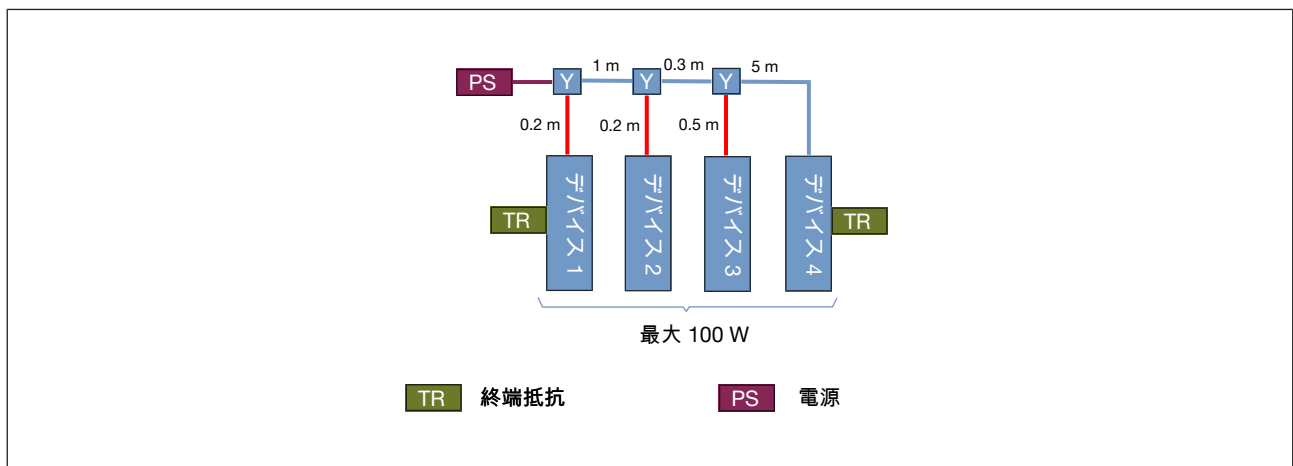 PS
Y
1 m
Y
0.3 m
Y
5 m
0.2 m
0.2 m
0.5 m
TR
デバイス 1
デバイス 2
デバイス 3
デバイス 4
TR
最大 100 W
TR
終端抵抗
PS
電源